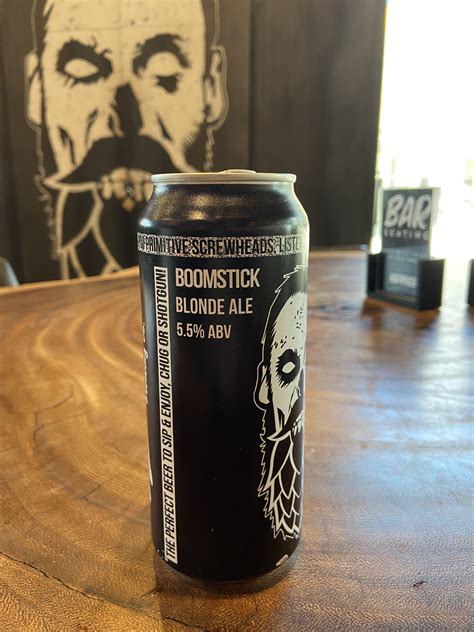 PRIMITIVE SCREWHEADS, LISTEN
BOOMSTICK
BLONDE ALE
5.5% ABV
THE PERFECT BEER TO SIP & ENJOY, CHUG OR SHOTGUN!
BAR
SEATING